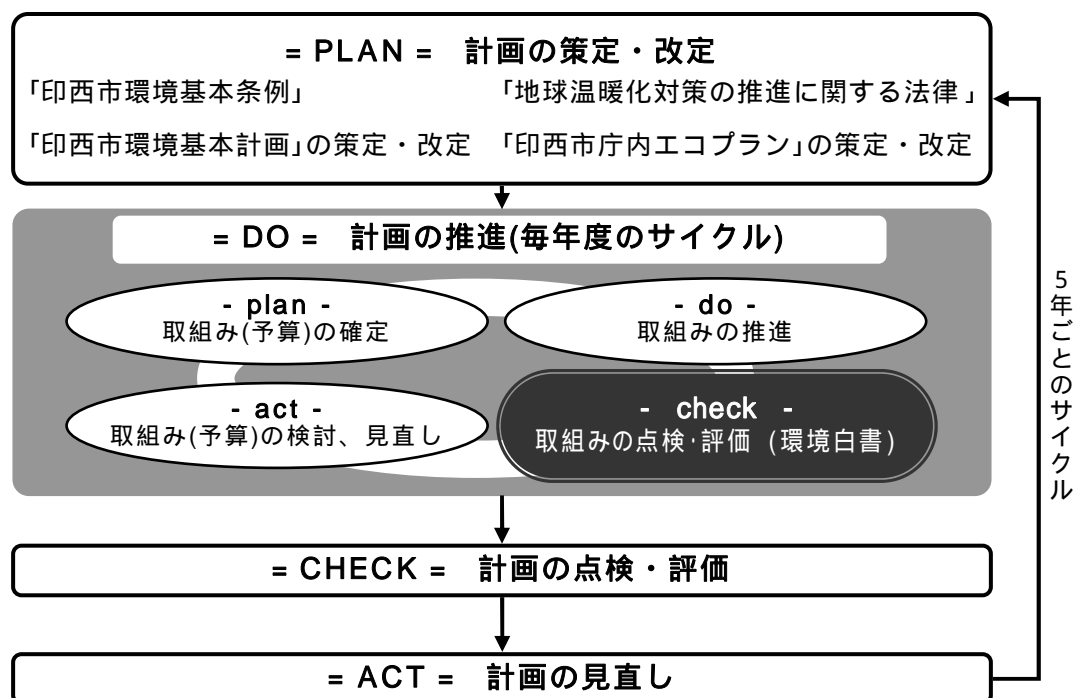 = PLAN =　計画の策定・改定
「印西市環境基本条例」　「地球温暖化対策の推進に関する法律」
「印西市環境基本計画」の策定・改定　「印西市庁内エコプラン」の策定・改定
= DO =　計画の推進(毎年度のサイクル)
- plan -
取組み(予算)の確定
- do -
取組みの推進
- act -
取組み(予算)の検討、見直し
- check -
取組みの点検・評価 (環境白書)
= CHECK =　計画の点検・評価
= ACT =　計画の見直し
5年ごとのサイクル